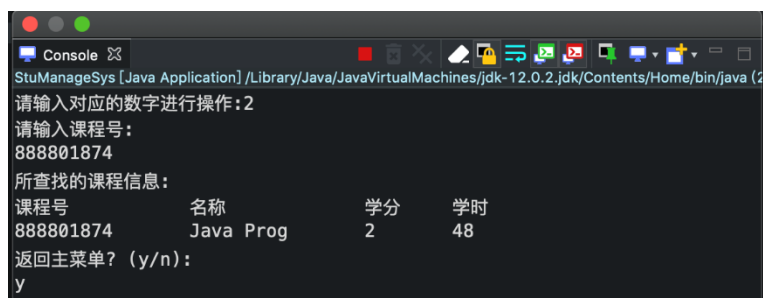 Console
StuManageSys [Java Application] /Library/Java/JavaVirtualMachines/jdk-12.0.2.jdk/Contents/Home/bin/java (2
请输入对应的数字进行操作:2
请输入课程号:
888801874
所查找的课程信息:
课程号 名称 学分 学时
888801874 Java Prog 2 48
返回主菜单? (y/n):
y